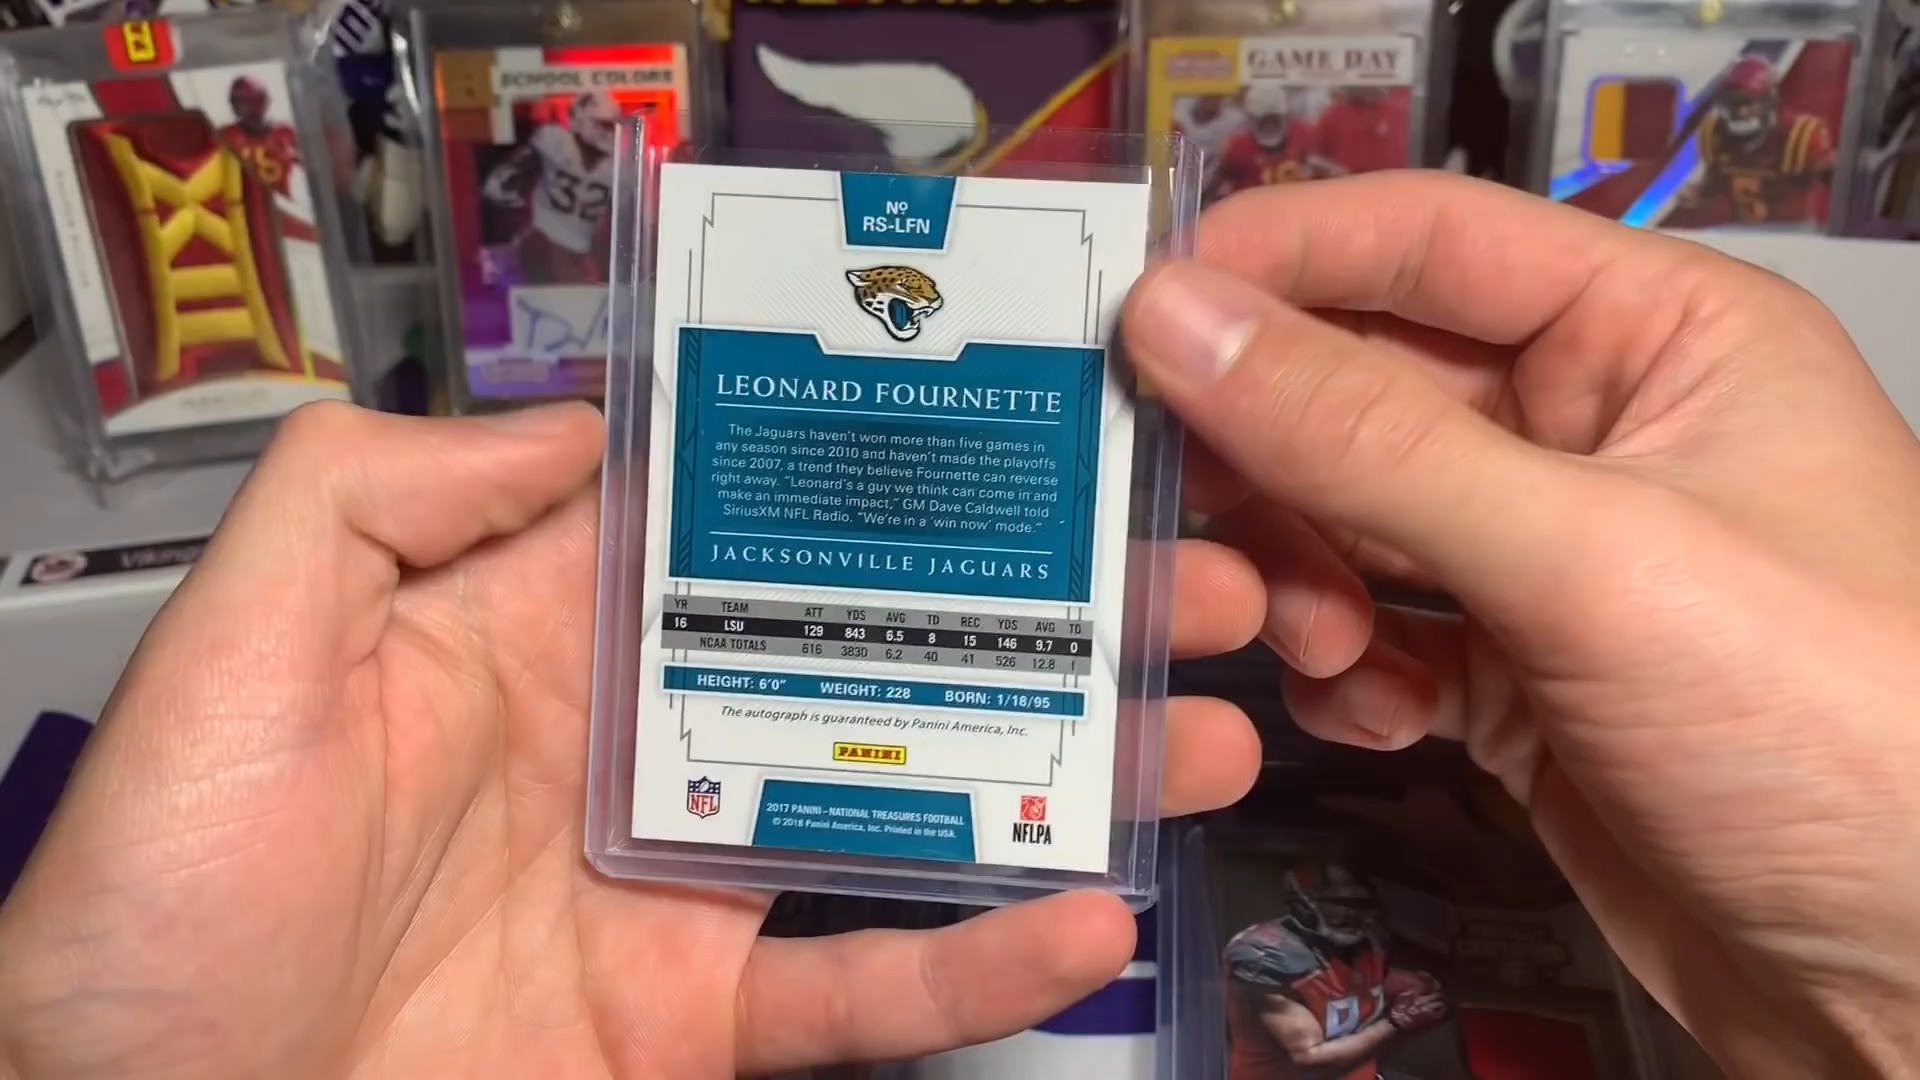 SCHOOL COLORS
GAME DAY
32
Nº
RS-LFN
LEONARD FOURNETTE
The Jaguars haven't won more than five games in
any season since 2010 and haven't made the playoffs
since 2007, a trend they believe Fournette can reverse
right away. "Leonard's a guy we think can come in and
make an immediate impact," GM Dave Caldwell told
SiriusXM NFL Radio. "We're in a 'win now' mode."
JACKSONVILLE JAGUARS
YR TEAM ATT YDS AVG TD REC YDS AVG TD
16 LSU 129 843 6.5 8 15 146 9.7 0
NCAA TOTALS 616 3830 6.2 40 41 526 12.8 1
HEIGHT: 6'0" WEIGHT: 228 BORN: 1/18/95
The autograph is guaranteed by Panini America, Inc.
PANINI
NFL
2017 PANINI – NATIONAL TREASURES FOOTBALL
© 2018 Panini America, Inc. Printed in the USA.
NFLPA
Vikings